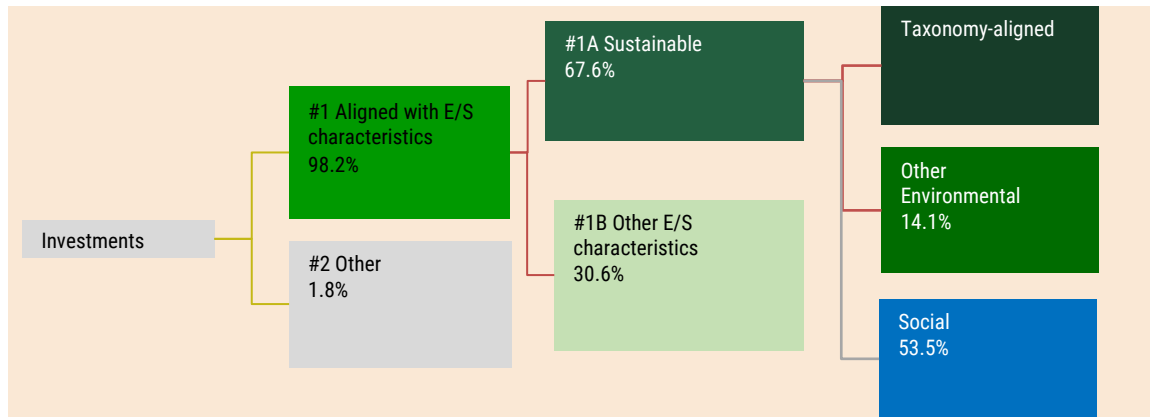 Investments
#1 Aligned with E/S
characteristics
98.2%
#2 Other
1.8%
#1A Sustainable
67.6%
#1B Other E/S
characteristics
30.6%
Taxonomy-aligned
Other
Environmental
14.1%
Social
53.5%